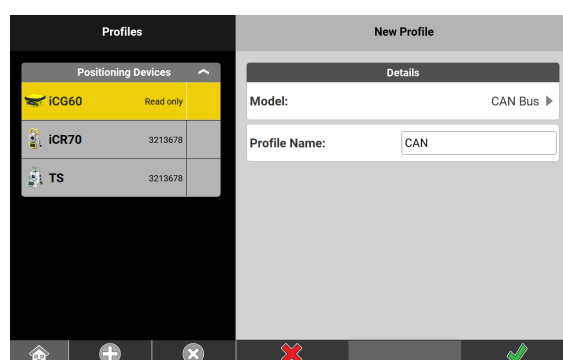 Profiles
New Profile
Positioning Devices
iCG60 Read only
iCR70 3213678
TS 3213678
Details
Model: CAN Bus
Profile Name: CAN